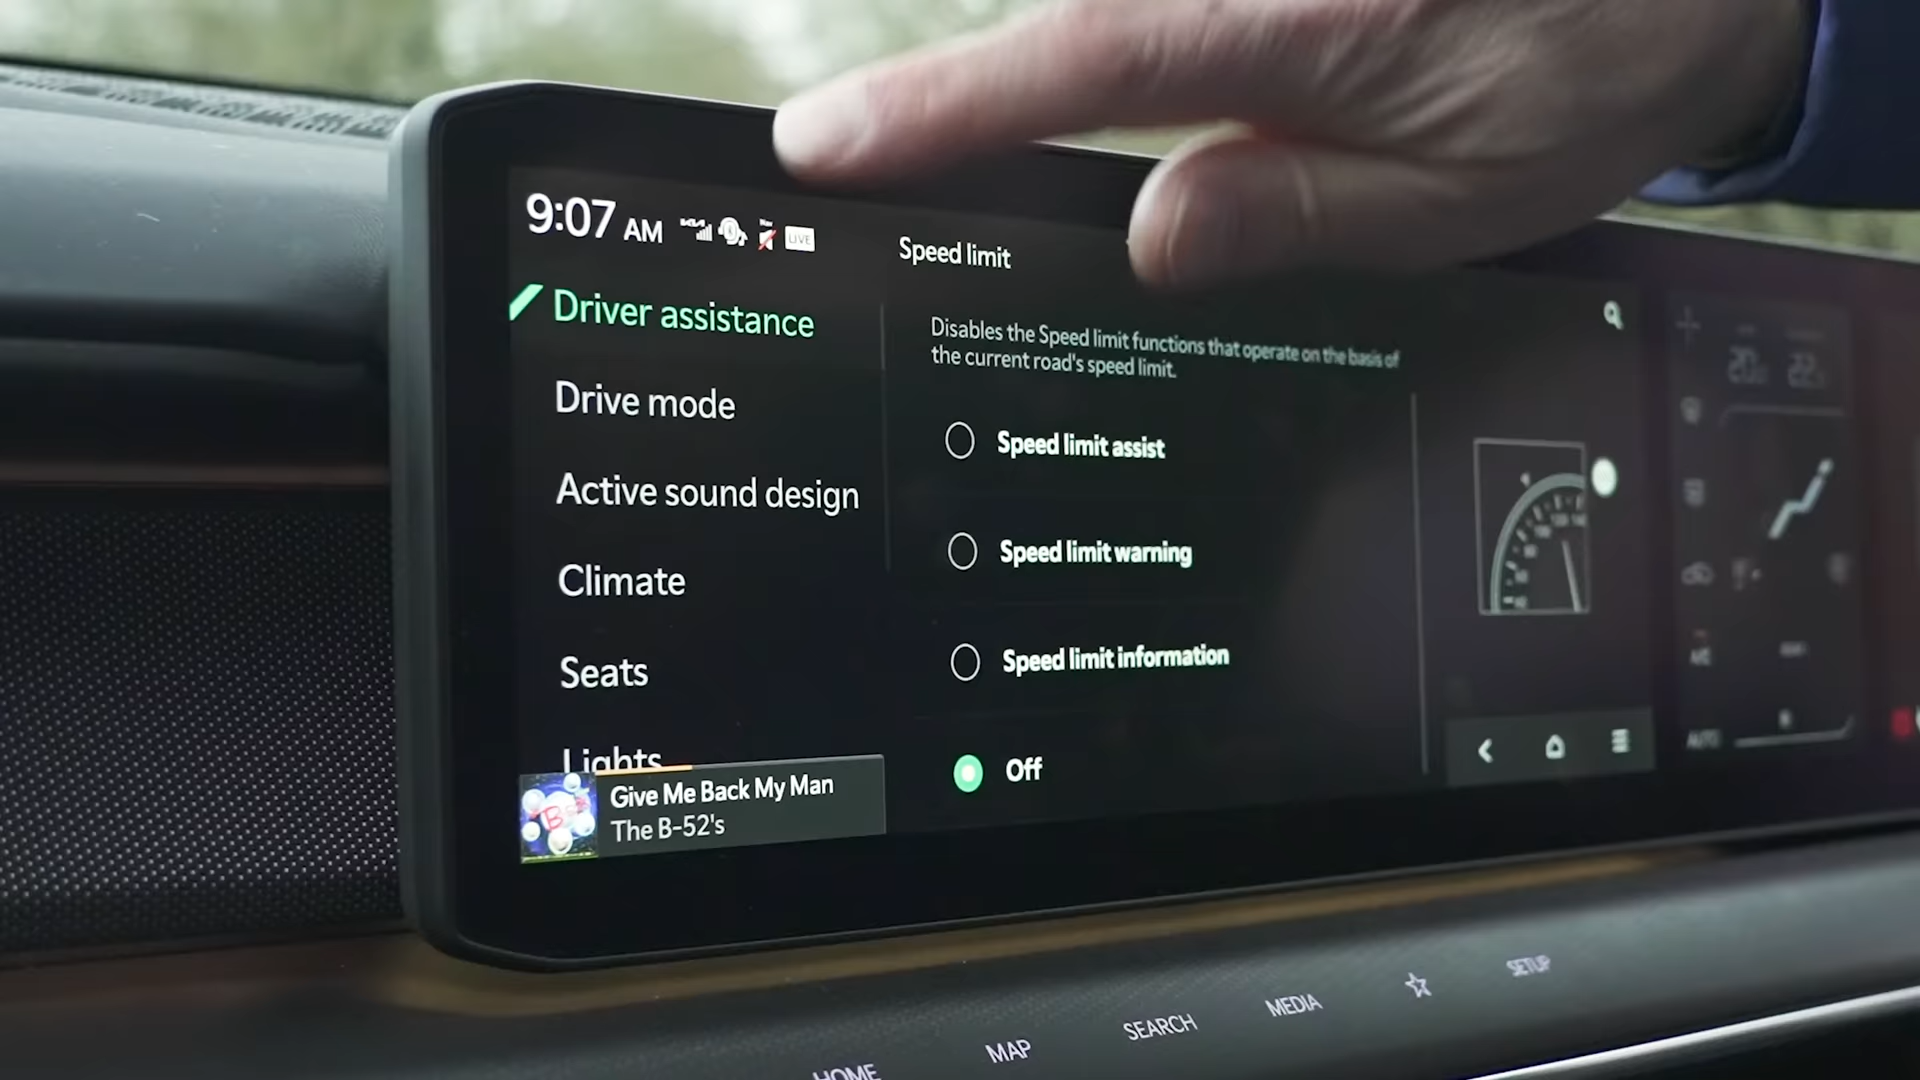 9:07 AM
LIVE
Speed limit
Driver assistance
Drive mode
Active sound design
Climate
Seats
Lights
Give Me Back My Man
The B-52's
Disables the Speed limit functions that operate on the basis of
the current road's speed limit.
Speed limit assist
Speed limit warning
Speed limit information
Off
AUTO
HOME
MAP
SEARCH
MEDIA
SETUP